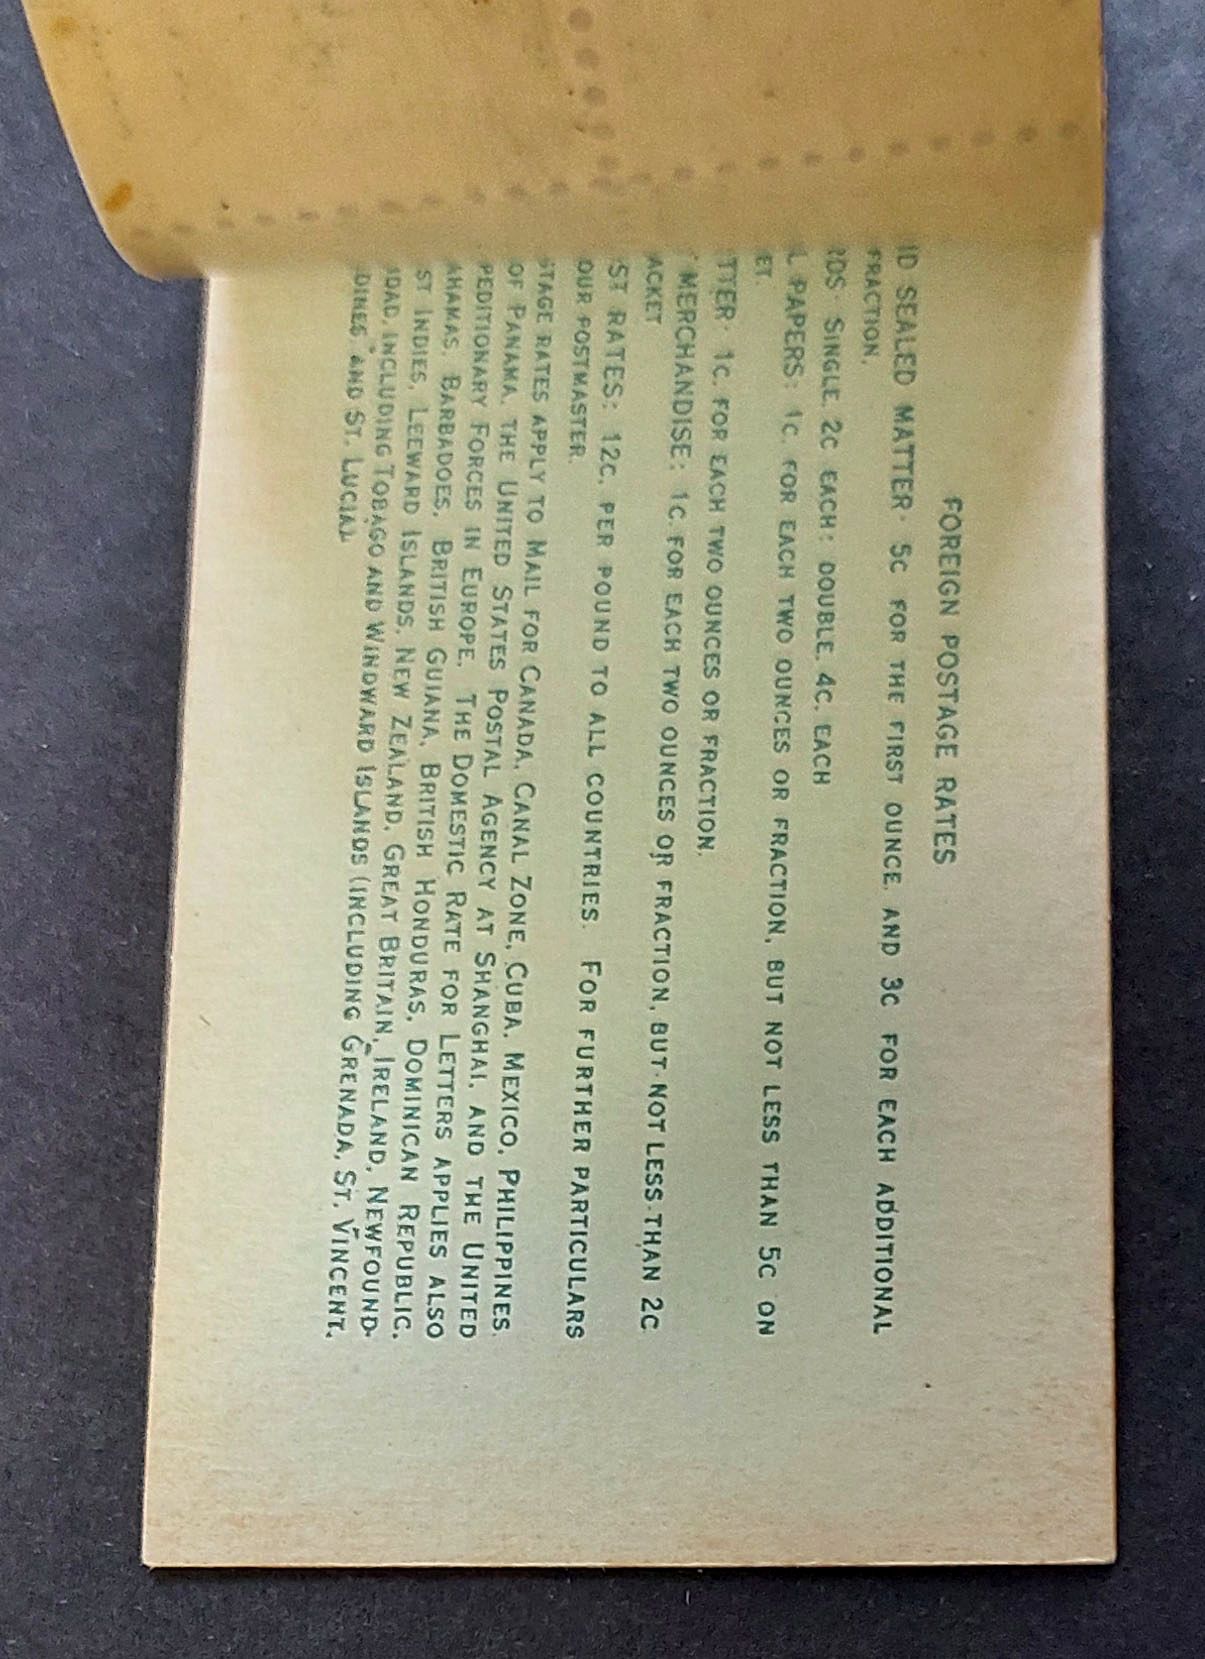 FOREIGN POSTAGE RATES
ND SEALED MATTER· 5C FOR THE FIRST OUNCE, AND 3C FOR EACH ADDITIONAL
FRACTION.
RDS· SINGLE, 2C EACH; DOUBLE, 4C. EACH
L PAPERS; 1C. FOR EACH TWO OUNCES OR FRACTION, BUT NOT LESS THAN 5C ON
ET.
TTER· 1C. FOR EACH TWO OUNCES OR FRACTION.
MERCHANDISE; 1C. FOR EACH TWO OUNCES OR FRACTION, BUT NOT LESS THAN 2C
ACKET
ST RATES; 12C. PER POUND TO ALL COUNTRIES. FOR FURTHER PARTICULARS
OUR POSTMASTER.
STAGE RATES APPLY TO MAIL FOR CANADA, CANAL ZONE, CUBA, MEXICO, PHILIPPINES,
OF PANAMA, THE UNITED STATES POSTAL AGENCY AT SHANGHAI, AND THE UNITED
PEDITIONARY FORCES IN EUROPE. THE DOMESTIC RATE FOR LETTERS APPLIES ALSO
AHAMAS, BARBADOES, BRITISH GUIANA, BRITISH HONDURAS, DOMINICAN REPUBLIC,
ST INDIES, LEEWARD ISLANDS, NEW ZEALAND, GREAT BRITAIN, IRELAND, NEWFOUND-
IDAD, INCLUDING TOBAGO AND WINDWARD ISLANDS (INCLUDING GRENADA, ST. VINCENT,
DINES, AND ST. LUCIA).